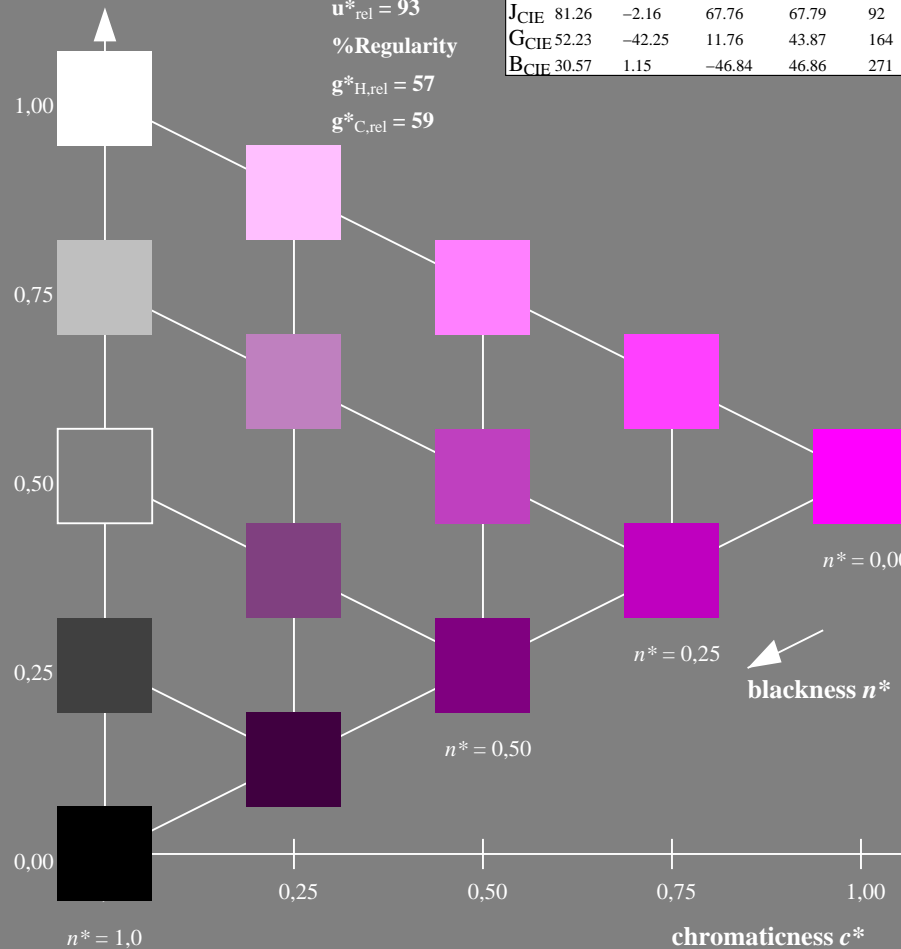 u*rel = 93
%Regularity
g*H,rel = 57
g*C,rel = 59
JCIE 81.26 −2.16 67.76 67.79 92
GCIE 52.23 −42.25 11.76 43.87 164
BCIE 30.57 1.15 −46.84 46.86 271
1,00
0,75
0,50
0,25
0,00
n* = 0,00
n* = 0,25
blackness n*
n* = 0,50
0,25 0,50 0,75 1,00
n* = 1,0
chromaticness c*